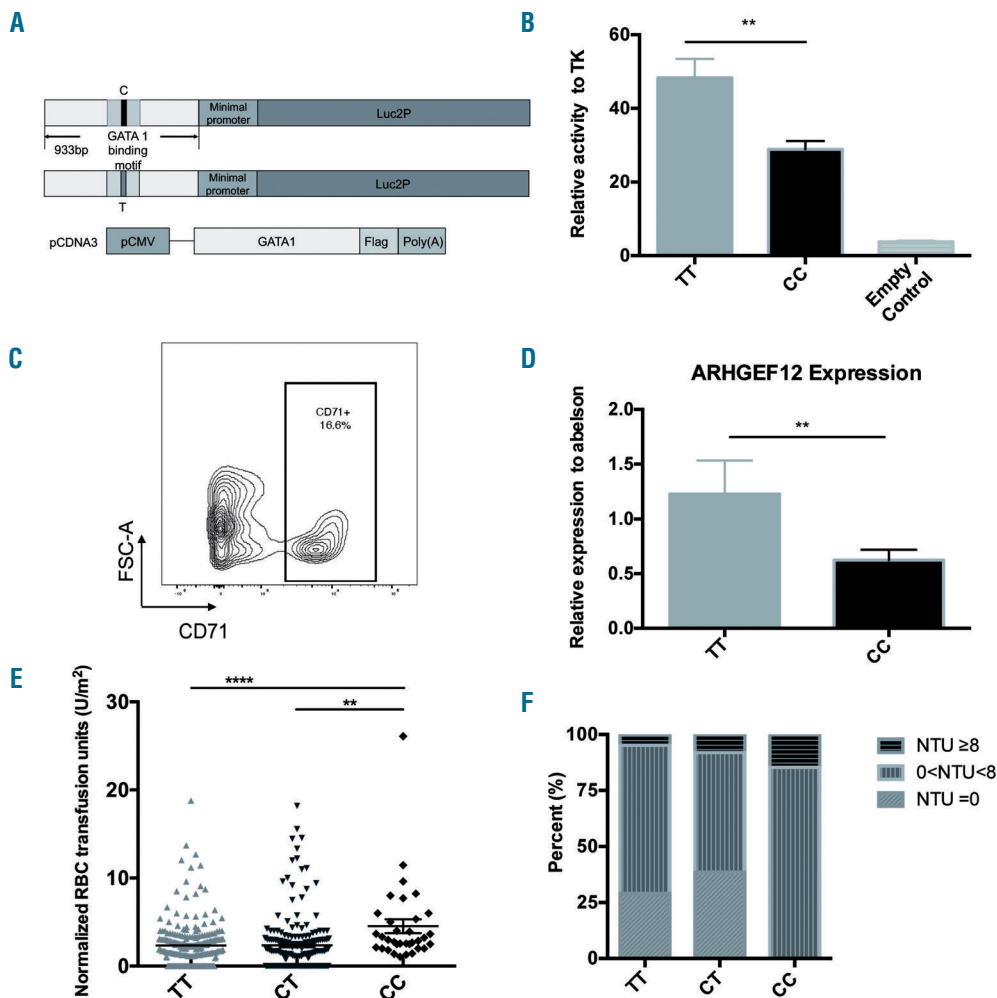 A
C
Minimal promoter
Luc2P
933bp
GATA 1
binding
motif
Minimal promoter
Luc2P
T
pCDNA3
pCMV
GATA1
Flag
Poly(A)
B
Relative activity to TK
60
40
20
0
**
TT
CC
Empty Control
C
FSC-A
CD71+
16.6%
CD71
D
ARHGEF12 Expression
Relative expression to abelson
2.0
1.5
1.0
0.5
0.0
**
TT
CC
E
Normalized RBC transfusion units (U/m²)
30
20
10
0
****
**
TT
CT
CC
F
Percent (%)
100
75
50
25
0
TT
CT
CC
NTU ≥8
0<NTU<8
NTU =0